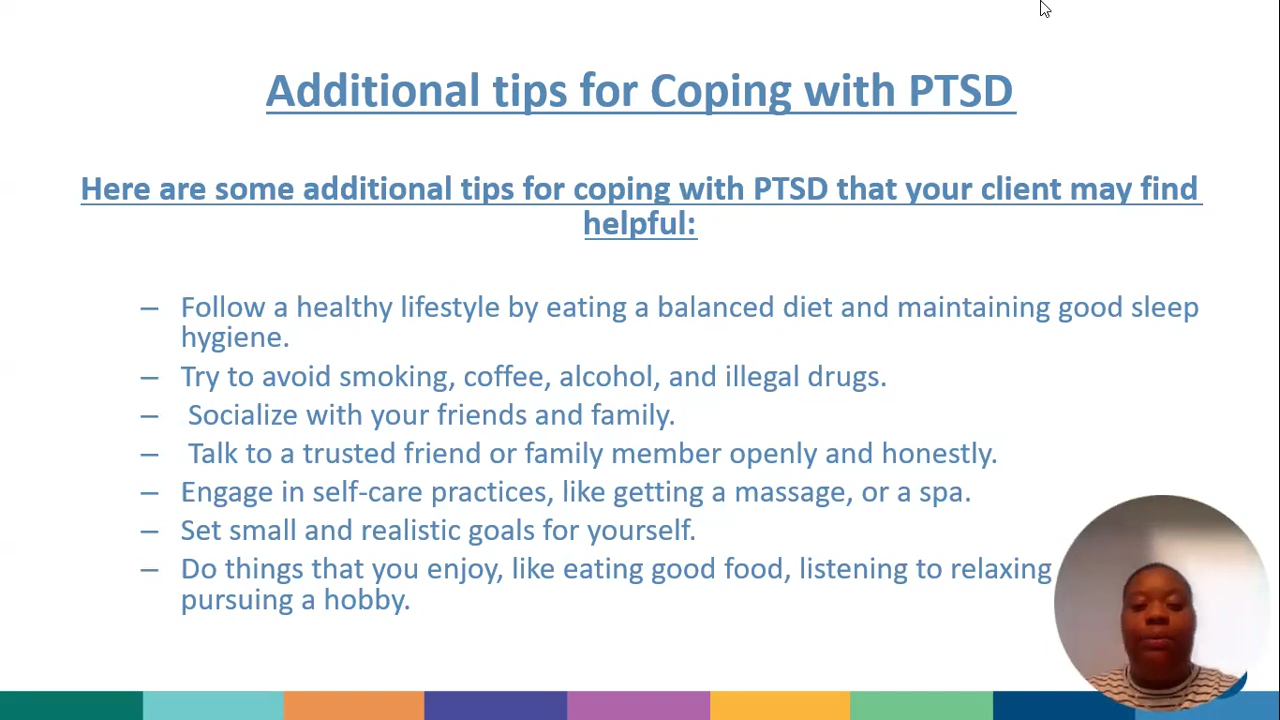 Additional tips for Coping with PTSD
Here are some additional tips for coping with PTSD that your client may find
helpful:
– Follow a healthy lifestyle by eating a balanced diet and maintaining good sleep
hygiene.
– Try to avoid smoking, coffee, alcohol, and illegal drugs.
– Socialize with your friends and family.
– Talk to a trusted friend or family member openly and honestly.
– Engage in self-care practices, like getting a massage, or a spa.
– Set small and realistic goals for yourself.
– Do things that you enjoy, like eating good food, listening to relaxing
pursuing a hobby.